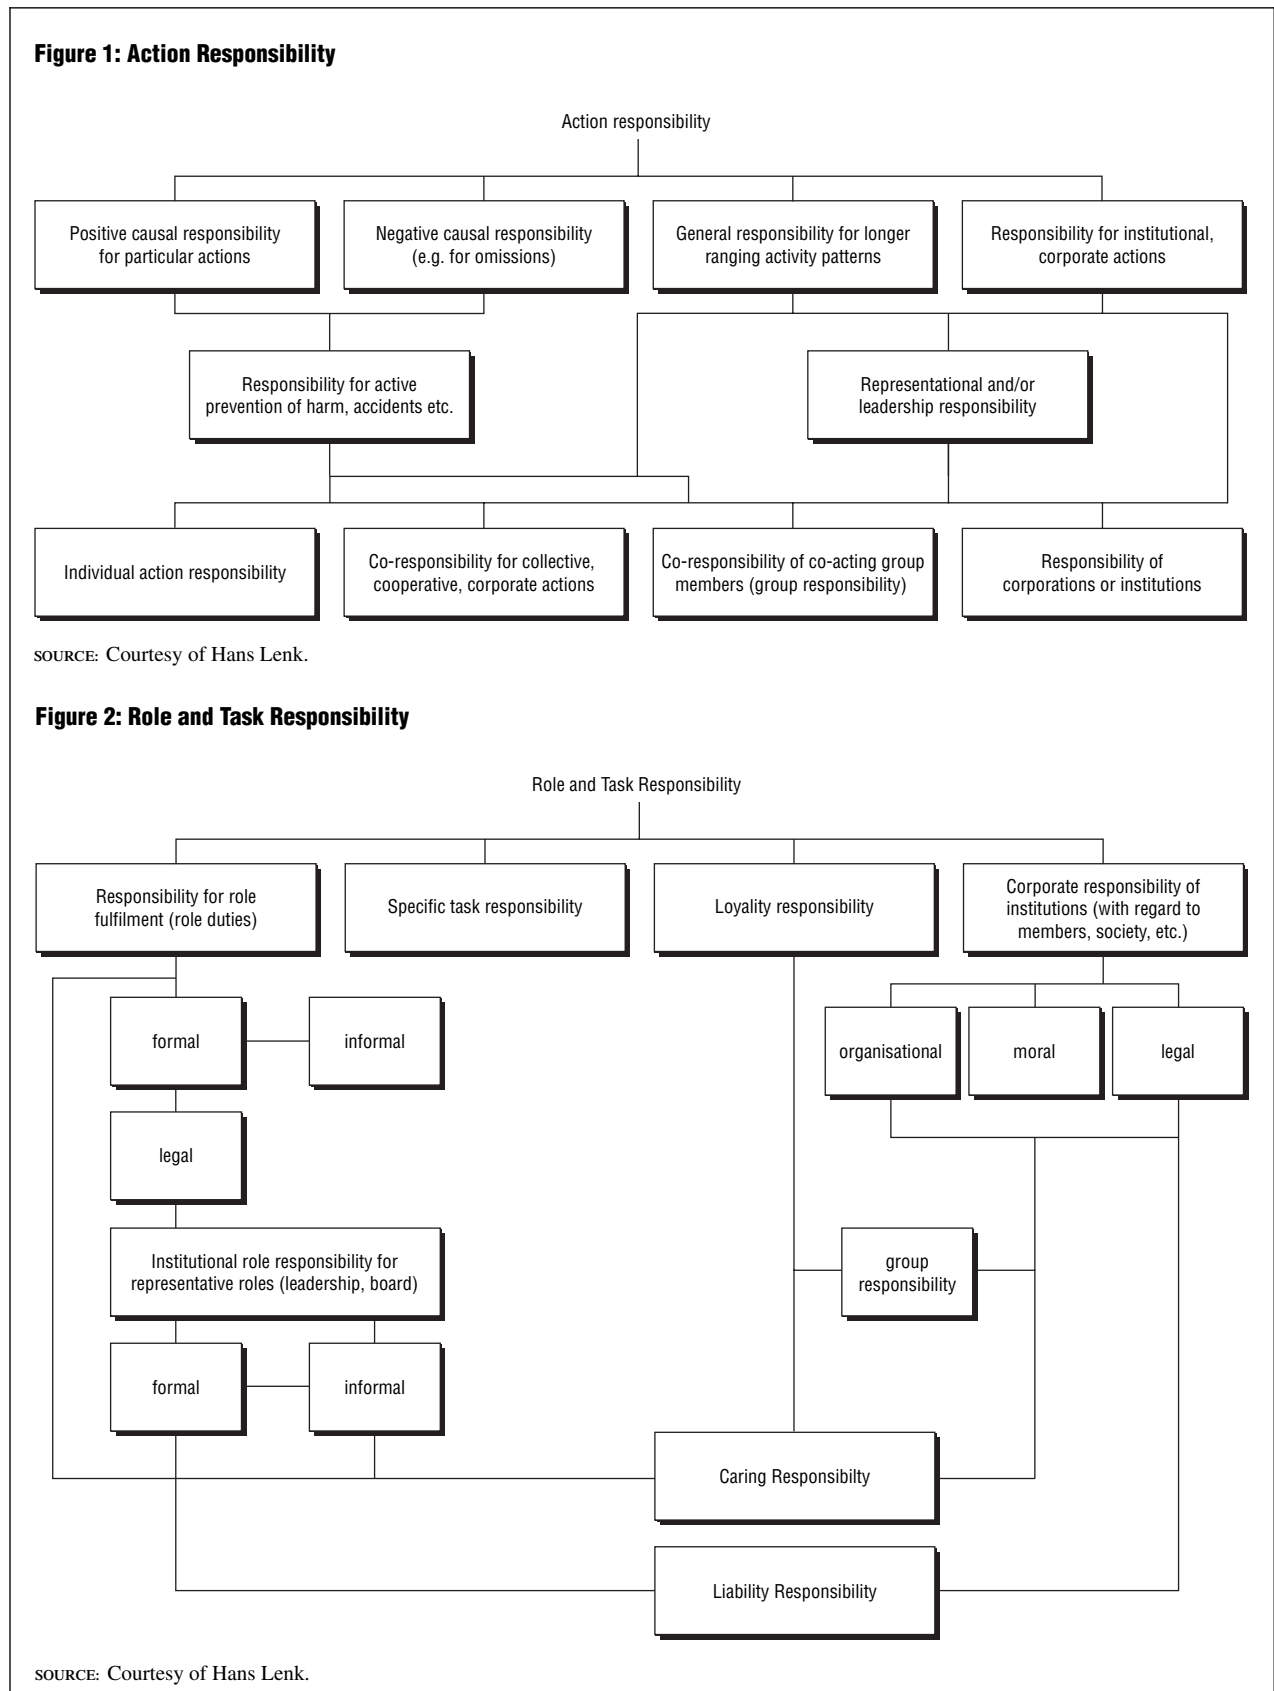 Figure 1: Action Responsibility
Action responsibility
Positive causal responsibility
for particular actions
Negative causal responsibility
(e.g. for omissions)
General responsibility for longer
ranging activity patterns
Responsibility for institutional,
corporate actions
Responsibility for active
prevention of harm, accidents etc.
Representational and/or
leadership responsibility
Individual action responsibility
Co-responsibility for collective,
cooperative, corporate actions
Co-responsibility of co-acting group
members (group responsibility)
Responsibility of
corporations or institutions
SOURCE: Courtesy of Hans Lenk.
Figure 2: Role and Task Responsibility
Role and Task Responsibility
Responsibility for role
fulfilment (role duties)
Specific task responsibility
Loyality responsibility
Corporate responsibility of
institutions (with regard to
members, society, etc.)
formal
informal
organisational
moral
legal
legal
Institutional role responsibility for
representative roles (leadership, board)
group
responsibility
formal
informal
Caring Responsibilty
Liability Responsibility
SOURCE: Courtesy of Hans Lenk.